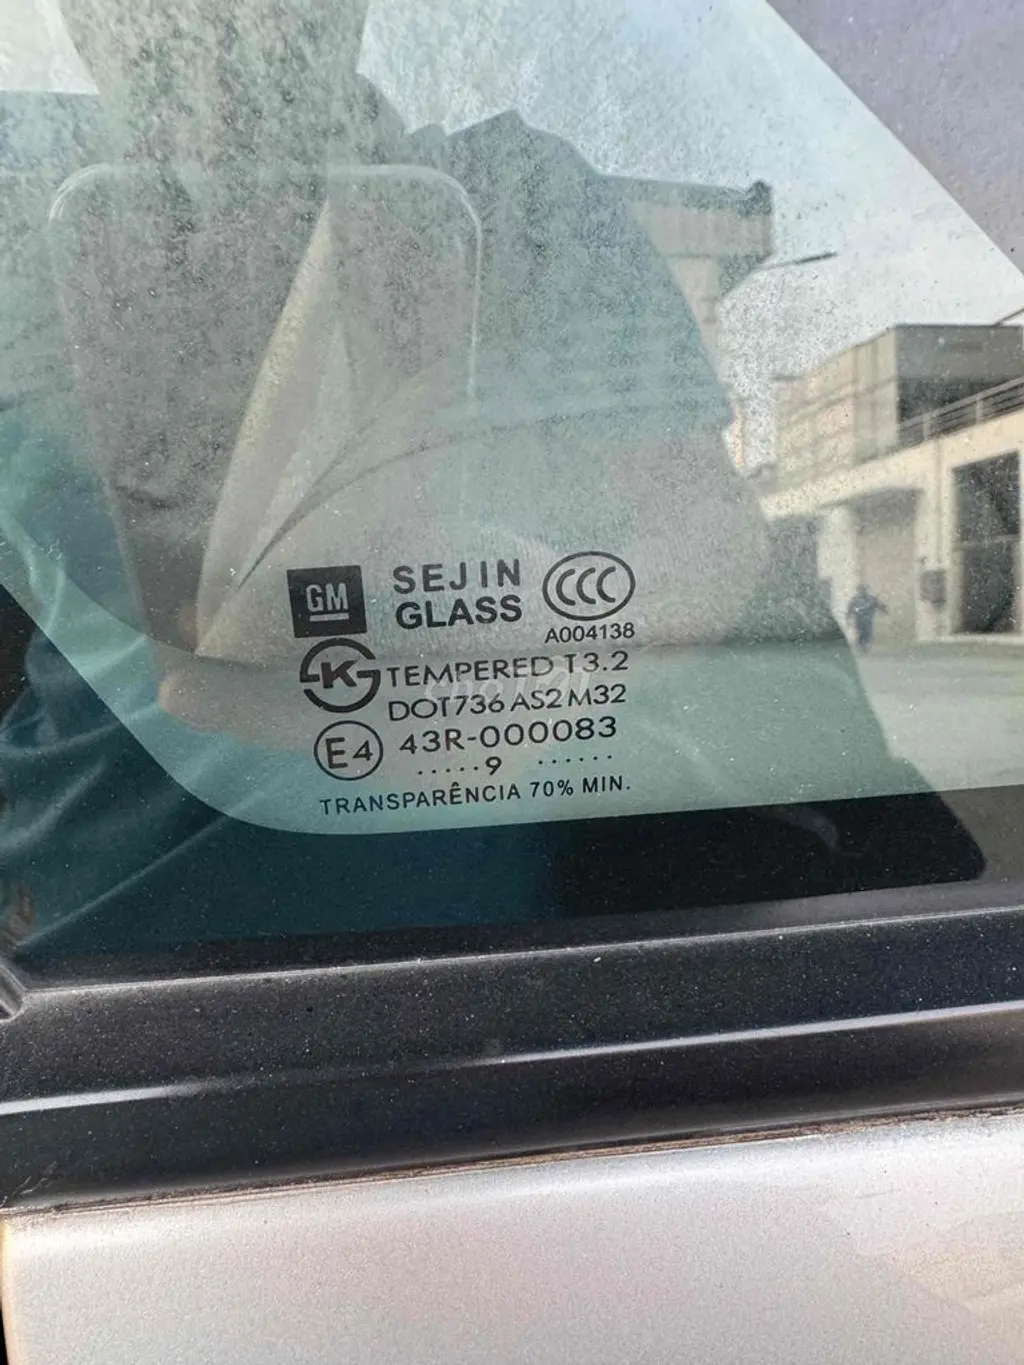 GM SEJIN GLASS CCC
A004138
K TEMPERED T3.2
DOT736 AS2 M32
E4 43R-000083
.....9 ......
TRANSPARÊNCIA 70% MIN.